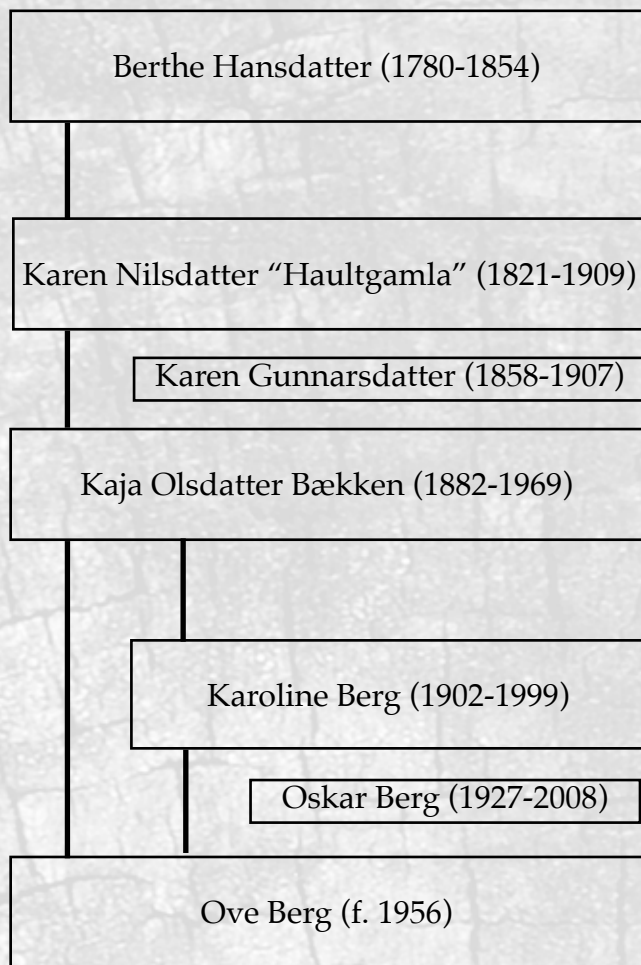 Berthe Hansdatter (1780-1854)
Karen Nilsdatter “Haultgamla” (1821-1909)
Karen Gunnarsdatter (1858-1907)
Kaja Olsdatter Bækken (1882-1969)
Karoline Berg (1902-1999)
Oskar Berg (1927-2008)
Ove Berg (f. 1956)